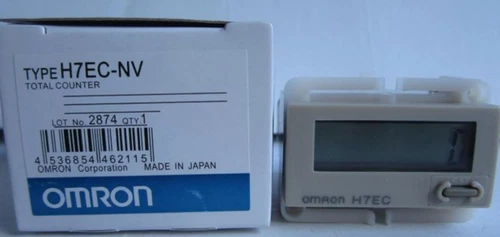 TYPE H7EC-NV
TOTAL COUNTER
LOT No. 2874 QTY.1
4 536854 462115
OMRON Corporation MADE IN JAPAN
OMRON
OMRON H7EC